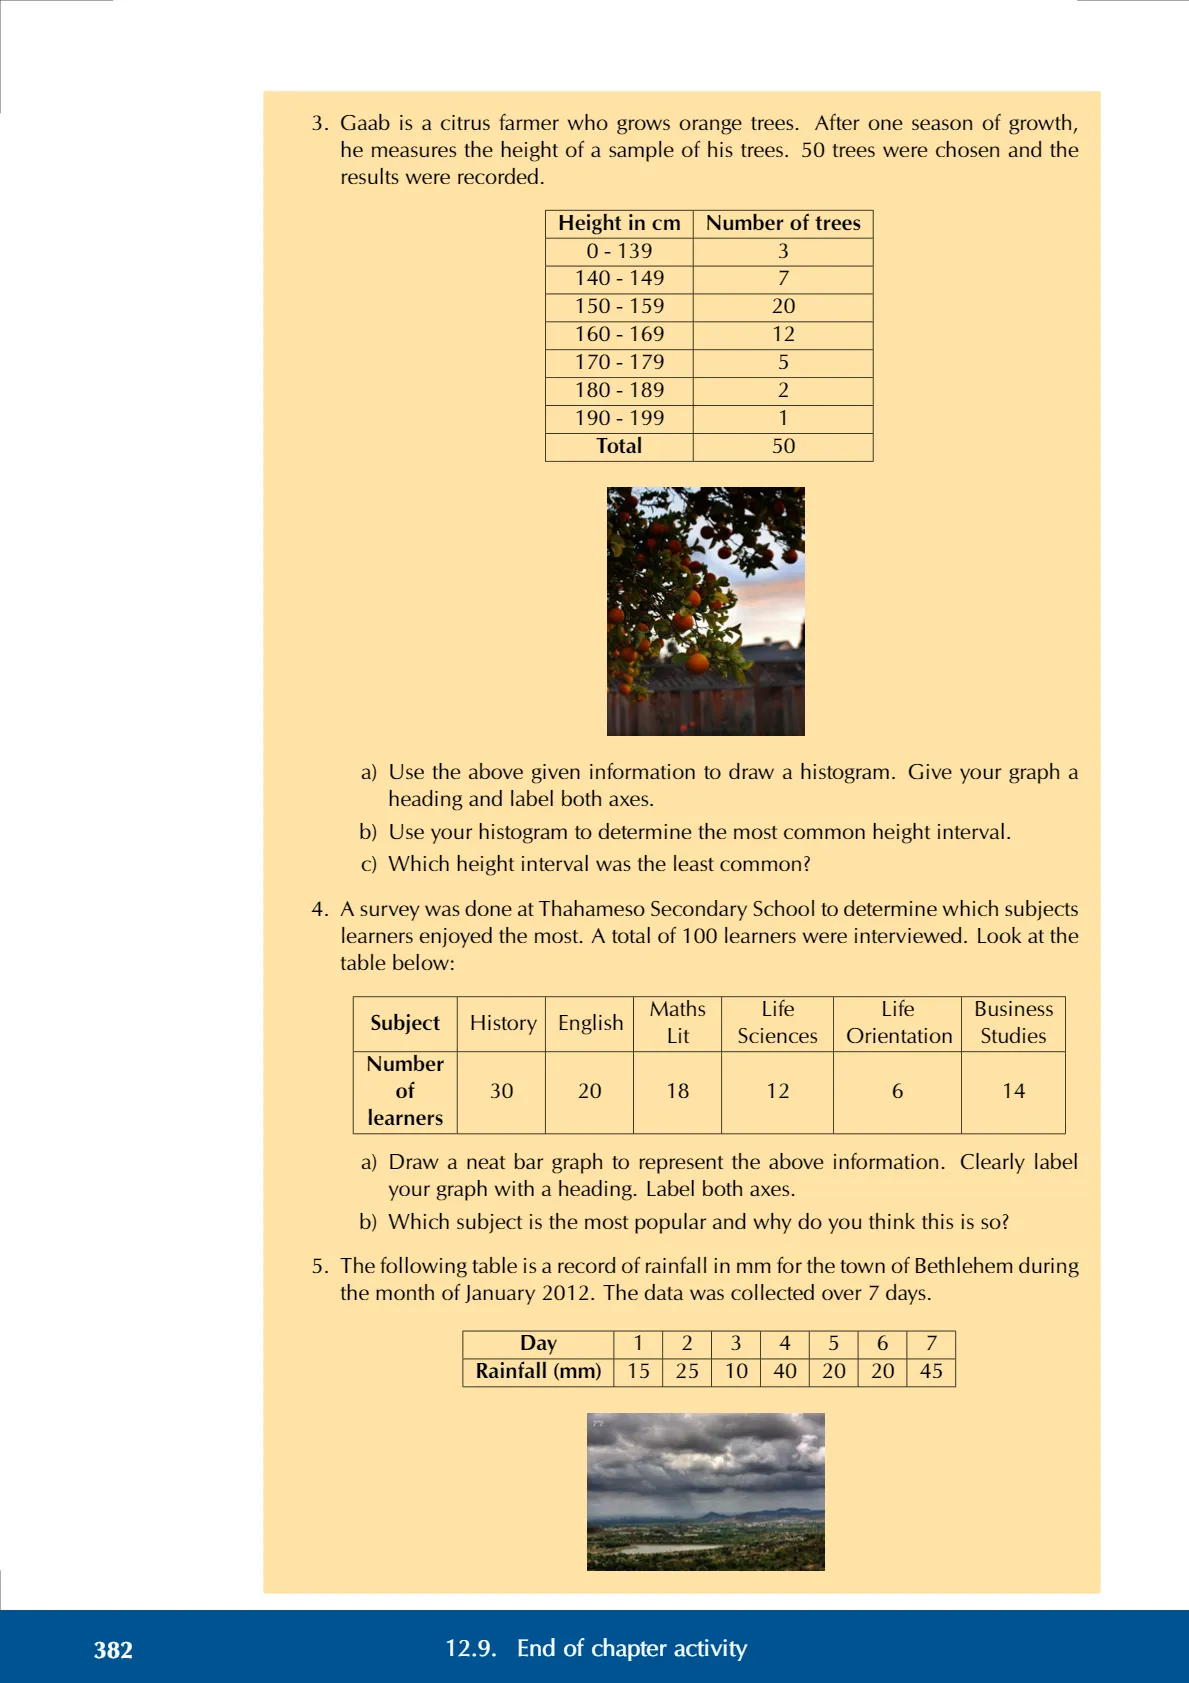 3. Gaab is a citrus farmer who grows orange trees. After one season of growth,
he measures the height of a sample of his trees. 50 trees were chosen and the
results were recorded.
Height in cm Number of trees
0 - 139 3
140 - 149 7
150 - 159 20
160 - 169 12
170 - 179 5
180 - 189 2
190 - 199 1
Total 50
a) Use the above given information to draw a histogram. Give your graph a
heading and label both axes.
b) Use your histogram to determine the most common height interval.
c) Which height interval was the least common?
4. A survey was done at Thahameso Secondary School to determine which subjects
learners enjoyed the most. A total of 100 learners were interviewed. Look at the
table below:
Subject History English Maths Lit Life Sciences Life Orientation Business Studies
Number of learners 30 20 18 12 6 14
a) Draw a neat bar graph to represent the above information. Clearly label
your graph with a heading. Label both axes.
b) Which subject is the most popular and why do you think this is so?
5. The following table is a record of rainfall in mm for the town of Bethlehem during
the month of January 2012. The data was collected over 7 days.
Day 1 2 3 4 5 6 7
Rainfall (mm) 15 25 10 40 20 20 45
382 12.9. End of chapter activity